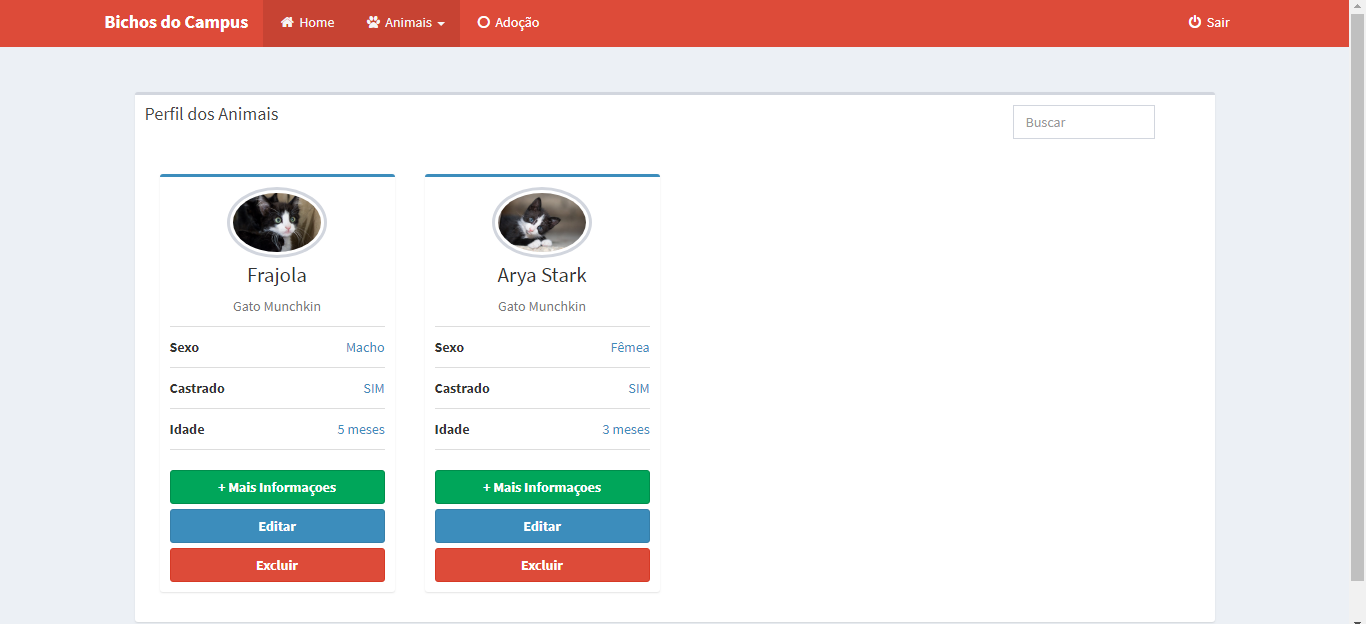 Bichos do Campus Home Animais Adoção Sair
Perfil dos Animais
Buscar
Frajola
Gato Munchkin
Sexo Macho
Castrado SIM
Idade 5 meses
+ Mais Informaçoes
Editar
Excluir
Arya Stark
Gato Munchkin
Sexo Fêmea
Castrado SIM
Idade 3 meses
+ Mais Informaçoes
Editar
Excluir